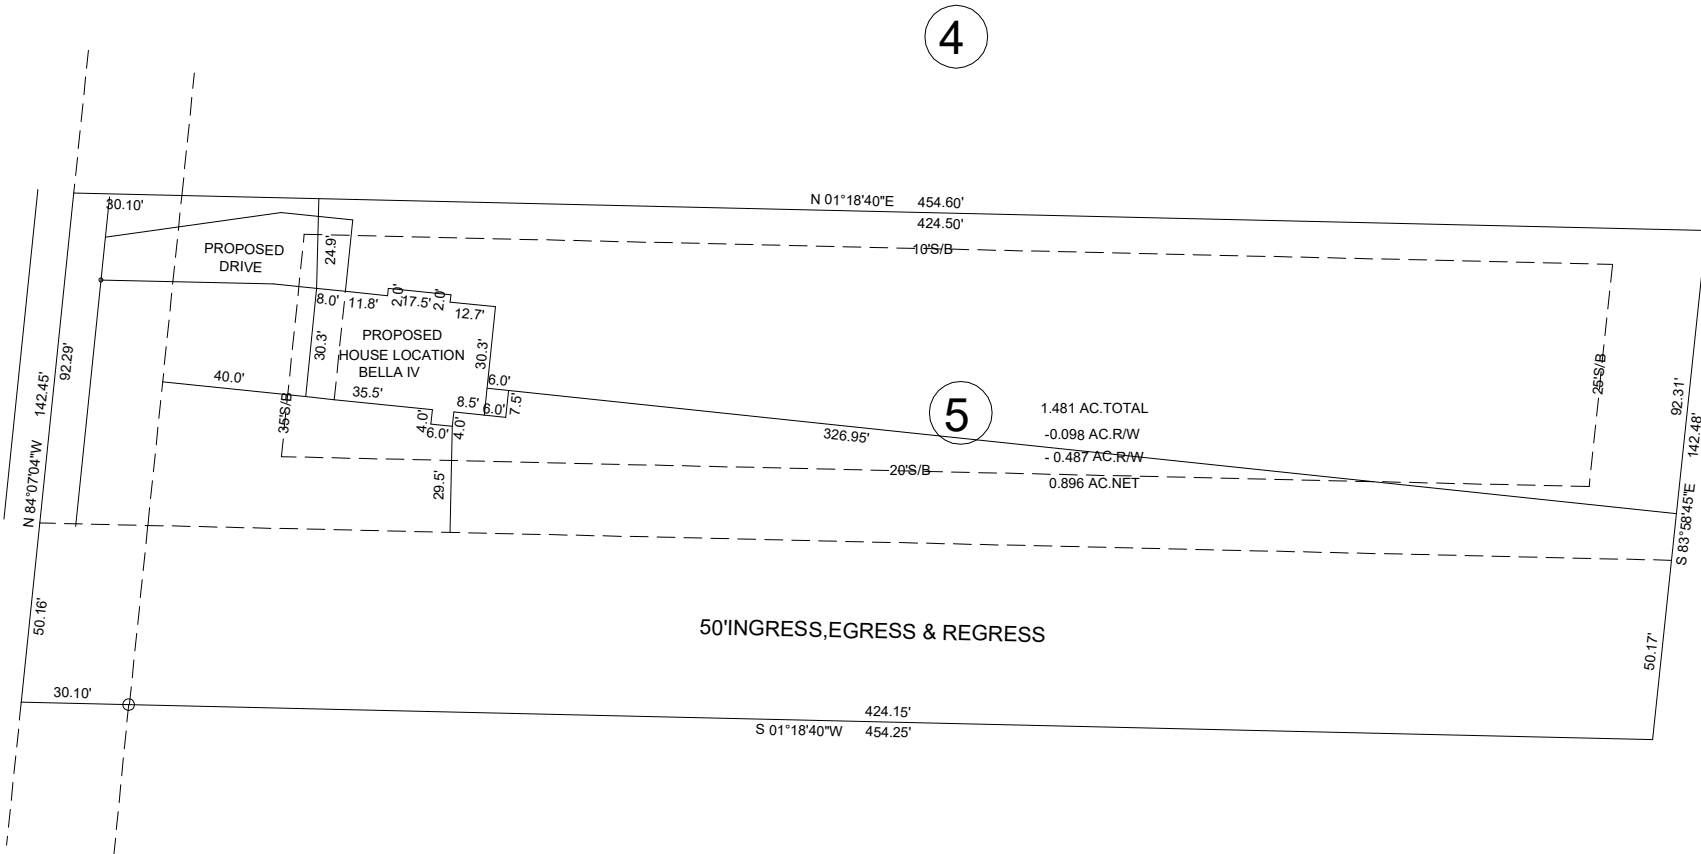 4
N 01°18'40"E 454.60'
424.50'
30.10'
10'S/B
PROPOSED
DRIVE
24.9'
8.0'
11.8'
2.0'
17.5'
2.0'
12.7'
PROPOSED
HOUSE LOCATION
BELLA IV
30.3'
30.3'
92.29'
142.45'
N 84°07'04"W
40.0'
35.5'
35'S/B
4.0'
6.0'
4.0'
8.5'
6.0'
6.0'
7.5'
29.5'
326.95'
5
1.481 AC.TOTAL
-0.098 AC.R/W
- 0.487 AC.R/W
0.896 AC.NET
20'S/B
25'S/B
92.31'
142.48'
S 83°58'45"E
50.16'
50'INGRESS,EGRESS & REGRESS
50.17'
30.10'
424.15'
S 01°18'40"W 454.25'